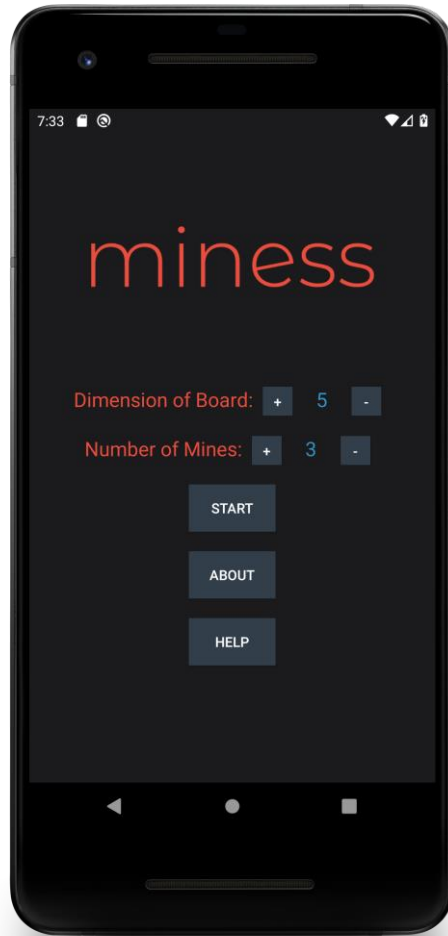 7:33
miness
Dimension of Board: + 5 -
Number of Mines: + 3 -
START
ABOUT
HELP